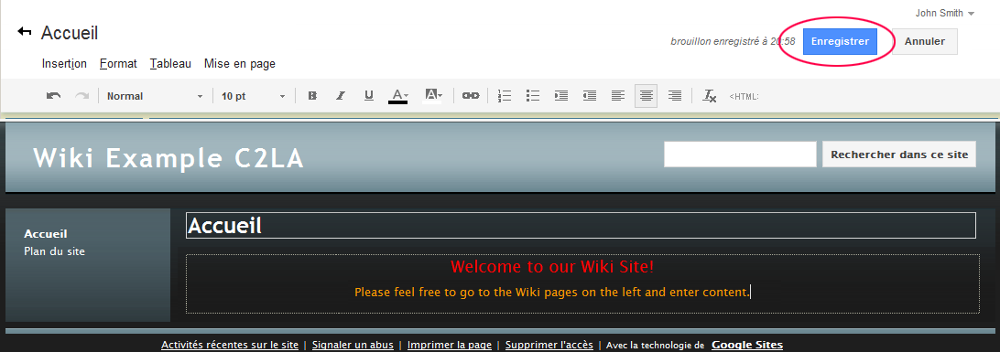 John Smith
Accueil
brouillon enregistré à 20:58 Enregistrer Annuler
Insertion Format Tableau Mise en page
Normal 10 pt B I U A A <HTML>
Wiki Example C2LA
Rechercher dans ce site
Accueil
Plan du site
Accueil
Welcome to our Wiki Site!
Please feel free to go to the Wiki pages on the left and enter content.
Activités récentes sur le site | Signaler un abus | Imprimer la page | Supprimer l'accès | Avec la technologie de Google Sites